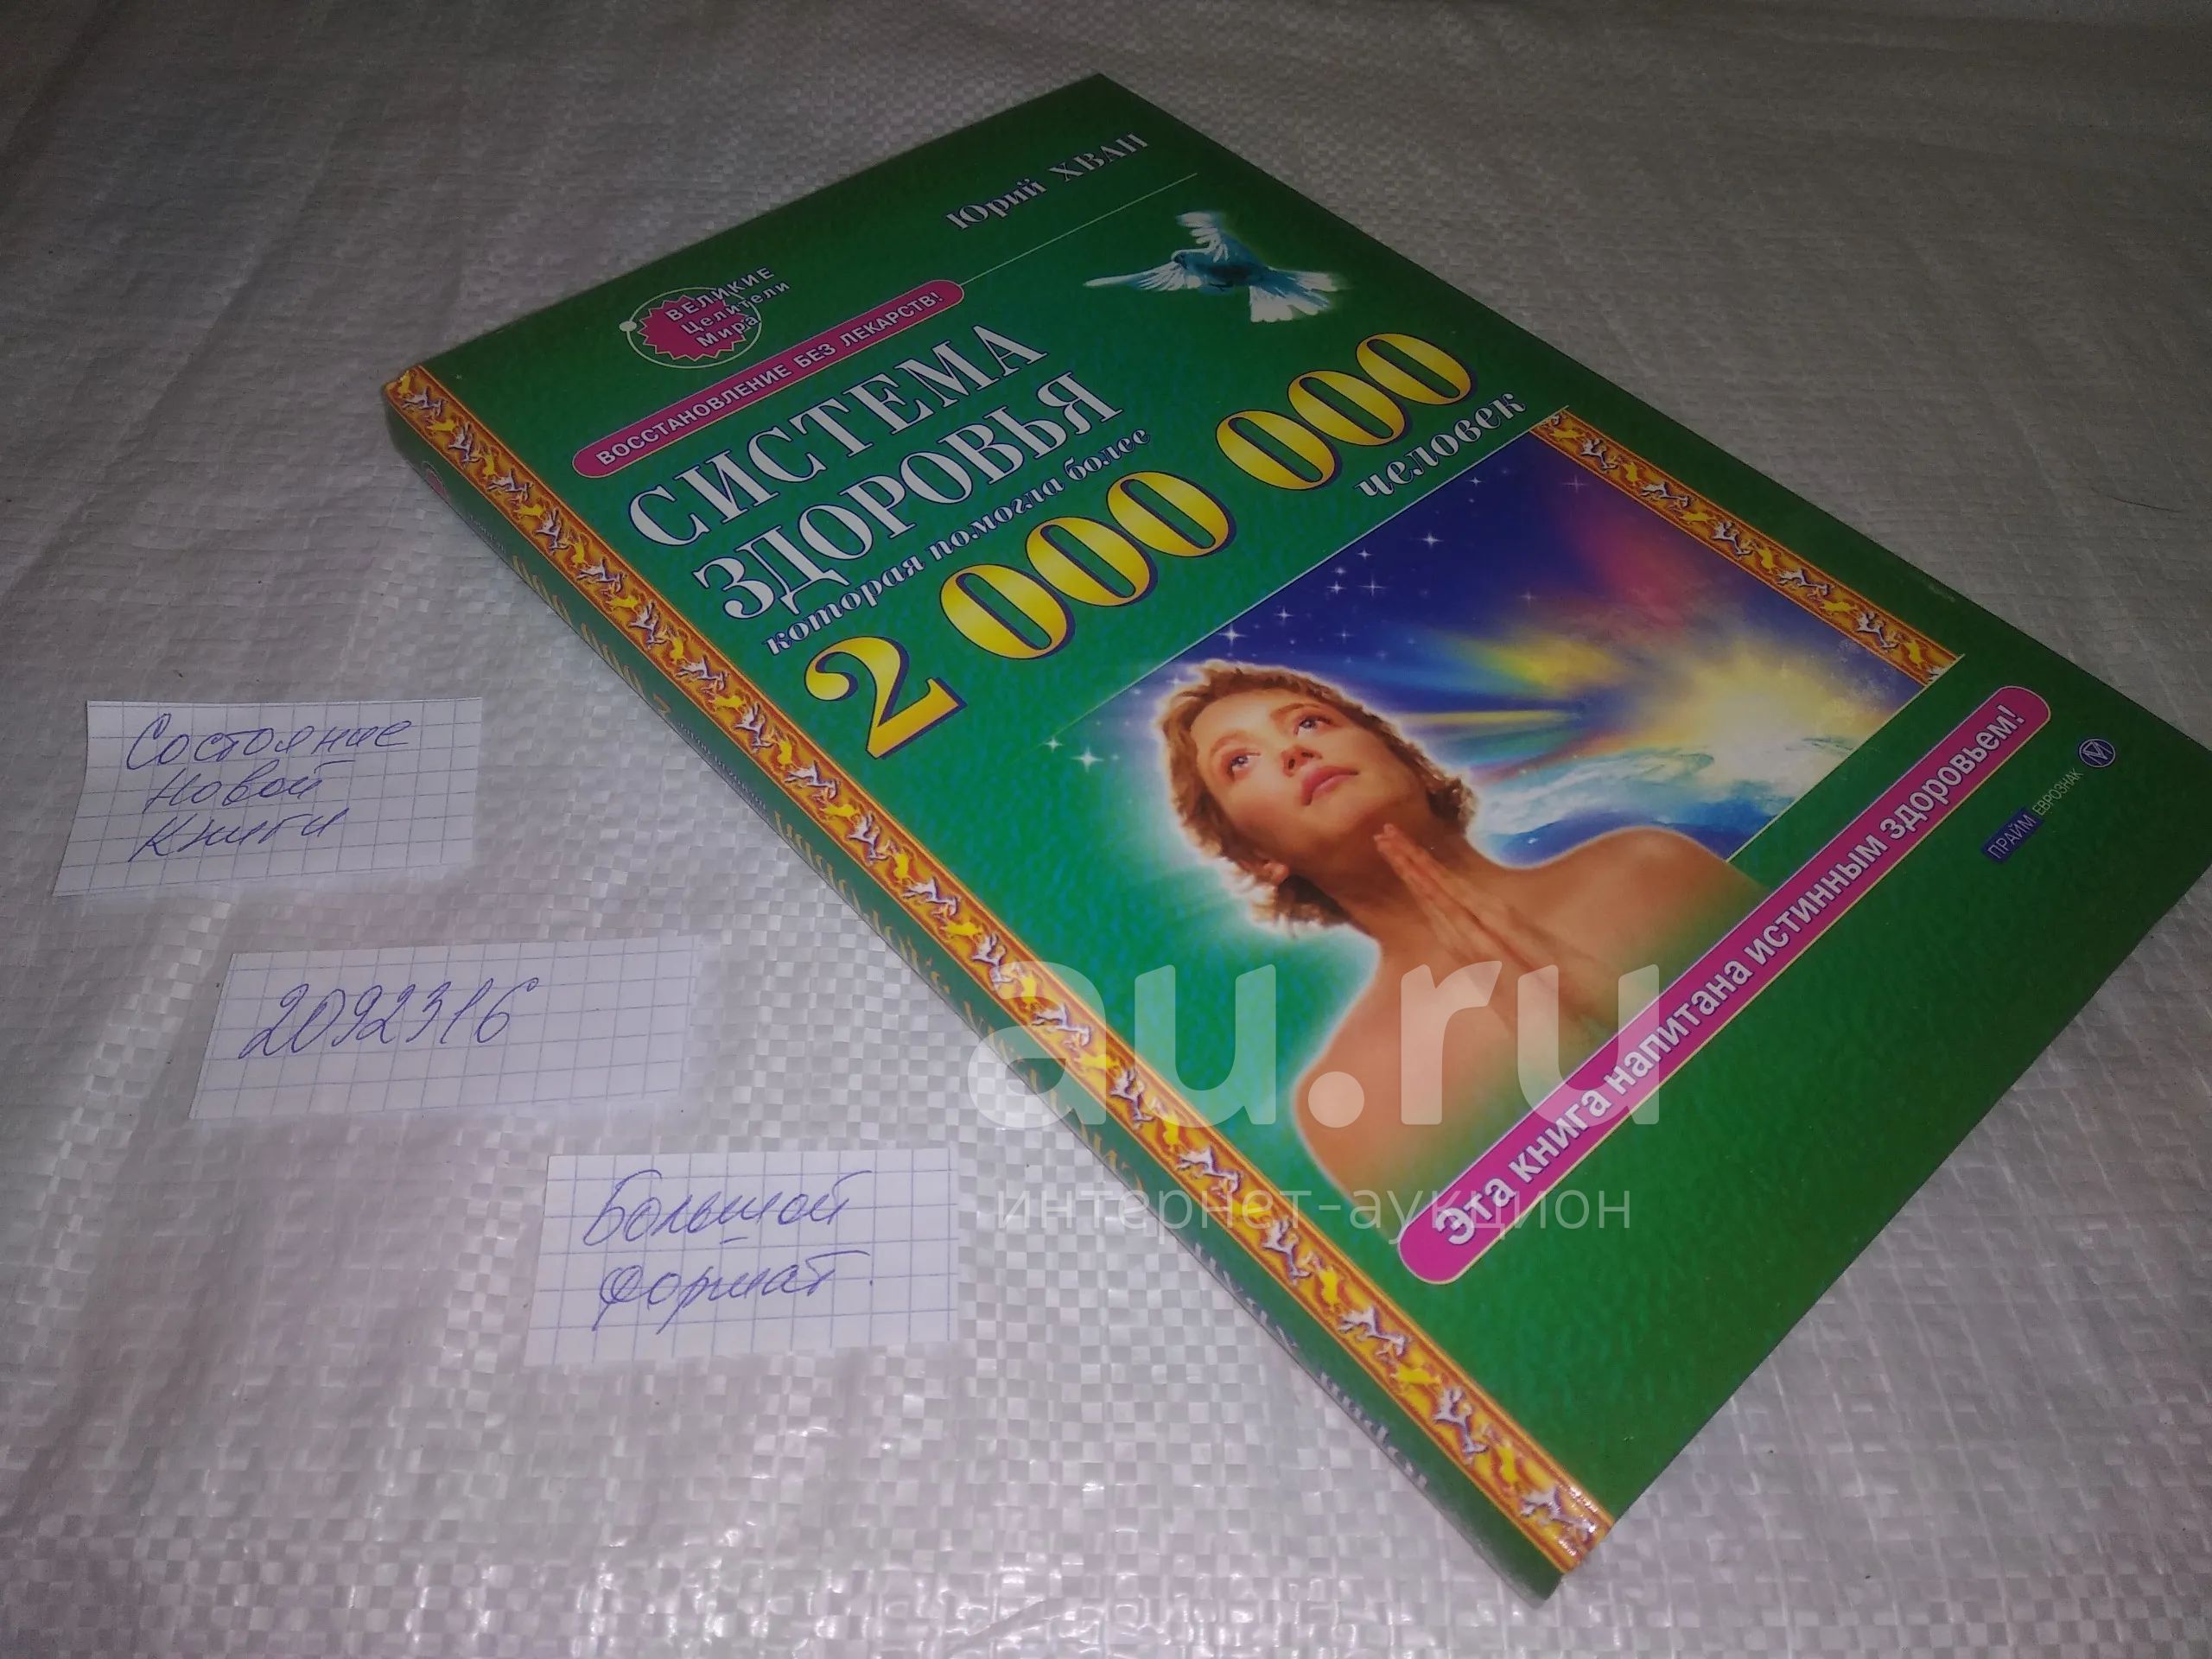 Юрий ХВАН
ВЕЛИКИЕ
Целители
Мира
ВОССТАНОВЛЕНИЕ БЕЗ ЛЕКАРСТВ!
СИСТЕМА
ЗДОРОВЬЯ
которая помогла более
2 000 000
человек
Эта книга напитана истинным здоровьем!
ПРАЙМ ЕВРОЗНАК
Состояние
новой
книги
2092316
Большой
формат.
au.ru
интернет-аукцион